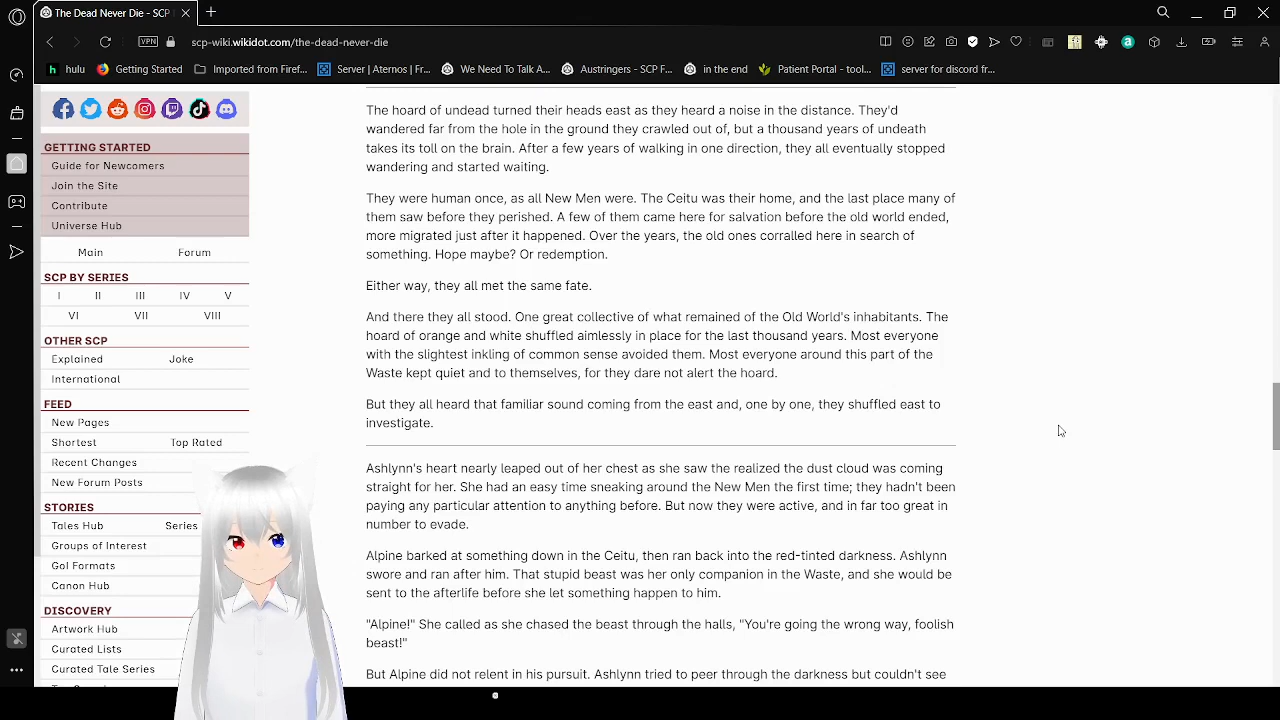 The Dead Never Die - SCP
scp-wiki.wikidot.com/the-dead-never-die
VPN
hulu
Getting Started
Imported from Firef...
Server | Aternos | Fr...
We Need To Talk A...
Austringers - SCP F...
in the end
Patient Portal - tool...
server for discord fr...
GETTING STARTED
Guide for Newcomers
Join the Site
Contribute
Universe Hub
Main Forum
SCP BY SERIES
I II III IV V
VI VII VIII
OTHER SCP
Explained Joke
International
FEED
New Pages
Shortest Top Rated
Recent Changes
New Forum Posts
STORIES
Tales Hub Series
Groups of Interest
GoI Formats
Canon Hub
DISCOVERY
Artwork Hub
Curated Lists
Curated Tale Series
The hoard of undead turned their heads east as they heard a noise in the distance. They'd
wandered far from the hole in the ground they crawled out of, but a thousand years of undeath
takes its toll on the brain. After a few years of walking in one direction, they all eventually stopped
wandering and started waiting.
They were human once, as all New Men were. The Ceitu was their home, and the last place many of
them saw before they perished. A few of them came here for salvation before the old world ended,
more migrated just after it happened. Over the years, the old ones corralled here in search of
something. Hope maybe? Or redemption.
Either way, they all met the same fate.
And there they all stood. One great collective of what remained of the Old World's inhabitants. The
hoard of orange and white shuffled aimlessly in place for the last thousand years. Most everyone
with the slightest inkling of common sense avoided them. Most everyone around this part of the
Waste kept quiet and to themselves, for they dare not alert the hoard.
But they all heard that familiar sound coming from the east and, one by one, they shuffled east to
investigate.
Ashlynn's heart nearly leaped out of her chest as she saw the realized the dust cloud was coming
straight for her. She had an easy time sneaking around the New Men the first time; they hadn't been
paying any particular attention to anything before. But now they were active, and in far too great in
number to evade.
Alpine barked at something down in the Ceitu, then ran back into the red-tinted darkness. Ashlynn
swore and ran after him. That stupid beast was her only companion in the Waste, and she would be
sent to the afterlife before she let something happen to him.
"Alpine!" She called as she chased the beast through the halls, "You're going the wrong way, foolish
beast!"
But Alpine did not relent in his pursuit. Ashlynn tried to peer through the darkness but couldn't see